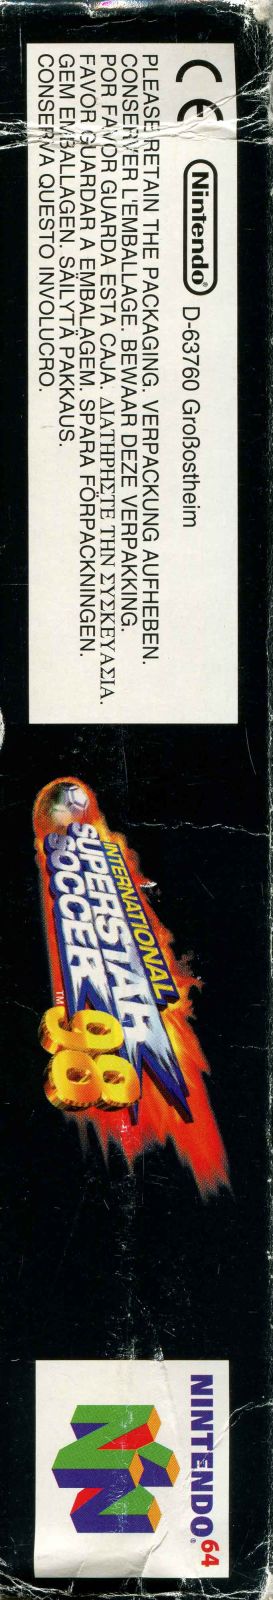 CE Nintendo® D-63760 Großostheim
PLEASE RETAIN THE PACKAGING. VERPACKUNG AUFHEBEN.
CONSERVER L'EMBALLAGE. BEWAAR DEZE VERPAKKING.
POR FAVOR GUARDA ESTA CAJA. ΔΙΑΤΗΡΗΣΤΕ ΤΗΝ ΣΥΣΚΕΥΑΣΙΑ.
FAVOR GUARDAR A EMBALAGEM. SPARA FÖRPACKNINGEN.
GEM EMBALLAGEN. SÄILYTÄ PAKKAUS.
CONSERVA QUESTO INVOLUCRO.
INTERNATIONAL
SUPERSTAR
SOCCER 98
TM
NINTENDO®64
N